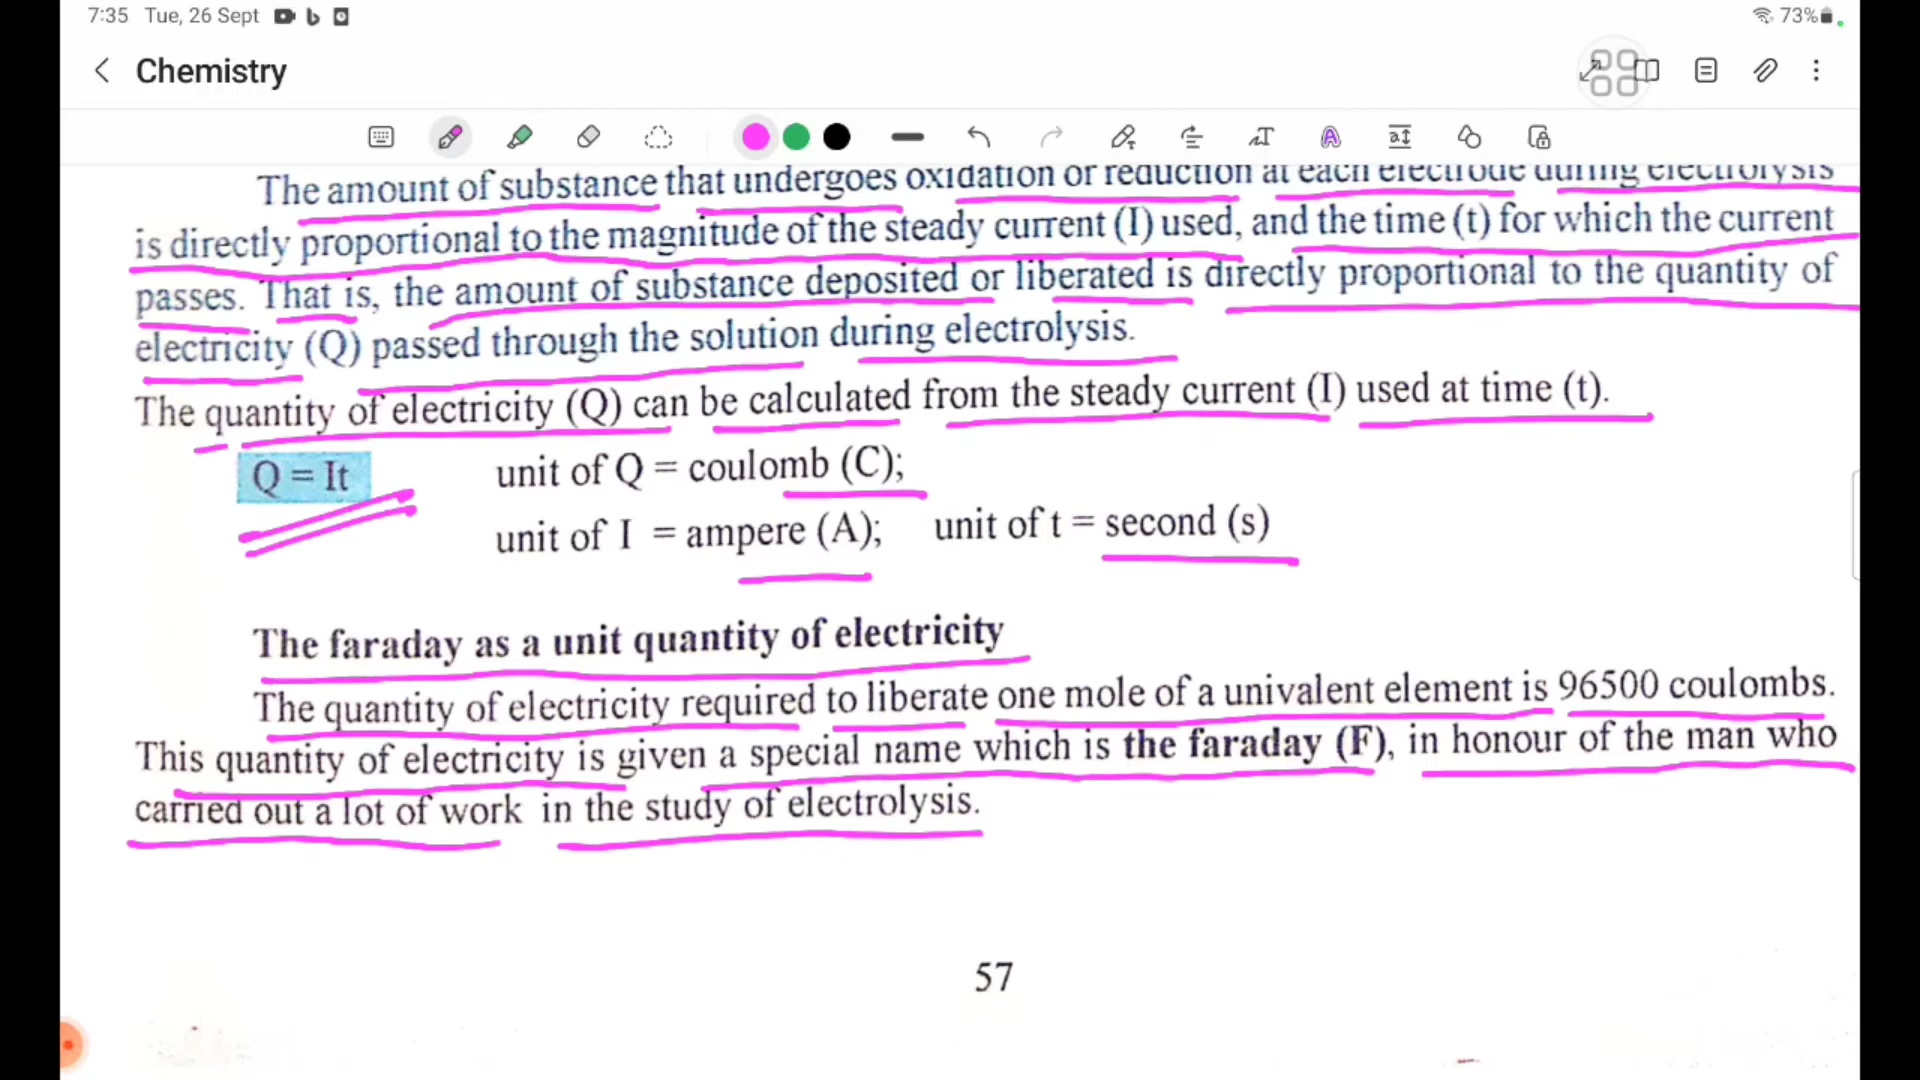 7:35 Tue, 26 Sept
73%
Chemistry
The amount of substance that undergoes oxidation or reduction at each electrode during electrolysis
is directly proportional to the magnitude of the steady current (I) used, and the time (t) for which the current
passes. That is, the amount of substance deposited or liberated is directly proportional to the quantity of
electricity (Q) passed through the solution during electrolysis.
The quantity of electricity (Q) can be calculated from the steady current (I) used at time (t).
Q = It unit of Q = coulomb (C);
unit of I = ampere (A); unit of t = second (s)
The faraday as a unit quantity of electricity
The quantity of electricity required to liberate one mole of a univalent element is 96500 coulombs.
This quantity of electricity is given a special name which is the faraday (F), in honour of the man who
carried out a lot of work in the study of electrolysis.
57